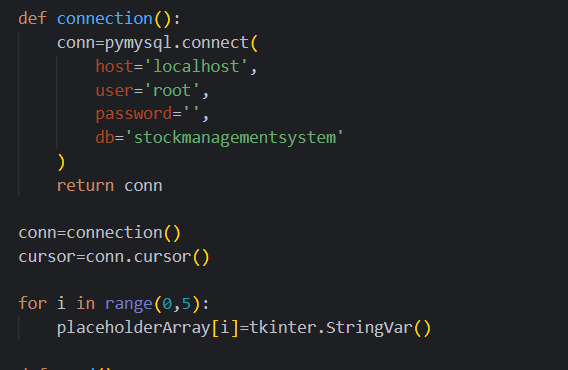 def connection():
    conn=pymysql.connect(
        host='localhost',
        user='root',
        password='',
        db='stockmanagementsystem'
    )
    return conn

conn=connection()
cursor=conn.cursor()

for i in range(0,5):
    placeholderArray[i]=tkinter.StringVar()